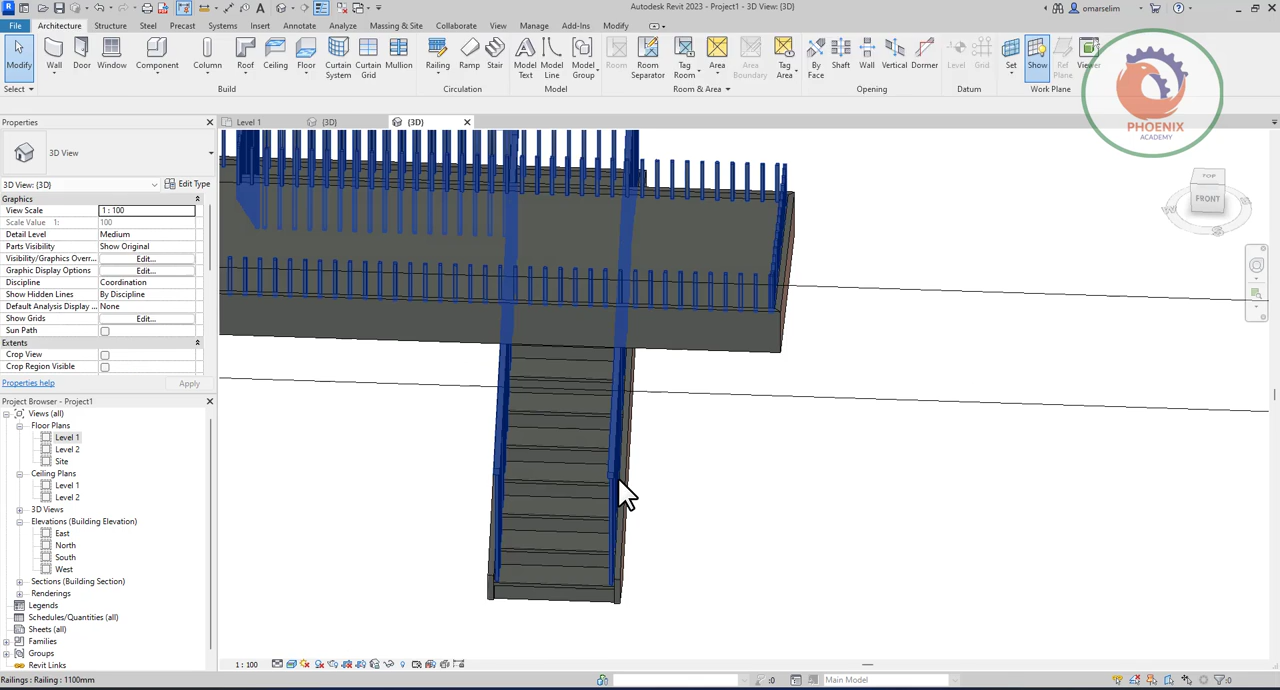 Autodesk Revit 2023 - Project1 - 3D View: {3D}
omarselim
File
Architecture
Structure
Steel
Precast
Systems
Insert
Annotate
Analyze
Massing & Site
Collaborate
View
Manage
Add-Ins
Modify
Modify
Wall
Door
Window
Component
Column
Roof
Ceiling
Floor
Curtain System
Curtain Grid
Mullion
Railing
Ramp
Stair
Model Text
Model Line
Model Group
Room
Room Separator
Tag Room
Area
Area Boundary
Tag Area
By Face
Shaft
Wall
Vertical
Dormer
Level
Grid
Set
Show
Ref Plane
Viewer
Select
Build
Circulation
Model
Room & Area
Opening
Datum
Work Plane
PHOENIX
ACADEMY
Properties
Level 1
{3D}
{3D}
3D View
3D View: {3D}
Edit Type
Graphics
View Scale
1 : 100
Scale Value 1:
100
Detail Level
Medium
Parts Visibility
Show Original
Visibility/Graphics Overr...
Edit...
Graphic Display Options
Edit...
Discipline
Coordination
Show Hidden Lines
By Discipline
Default Analysis Display ...
None
Show Grids
Edit...
Sun Path
Extents
Crop View
Crop Region Visible
Properties help
Apply
TOP
FRONT
W
S
Project Browser - Project1
Views (all)
Floor Plans
Level 1
Level 2
Site
Ceiling Plans
Level 1
Level 2
3D Views
Elevations (Building Elevation)
East
North
South
West
Sections (Building Section)
Renderings
Legends
Schedules/Quantities (all)
Sheets (all)
Families
Groups
Revit Links
1 : 100
Railings : Railing : 1100mm
:0
Main Model
:0